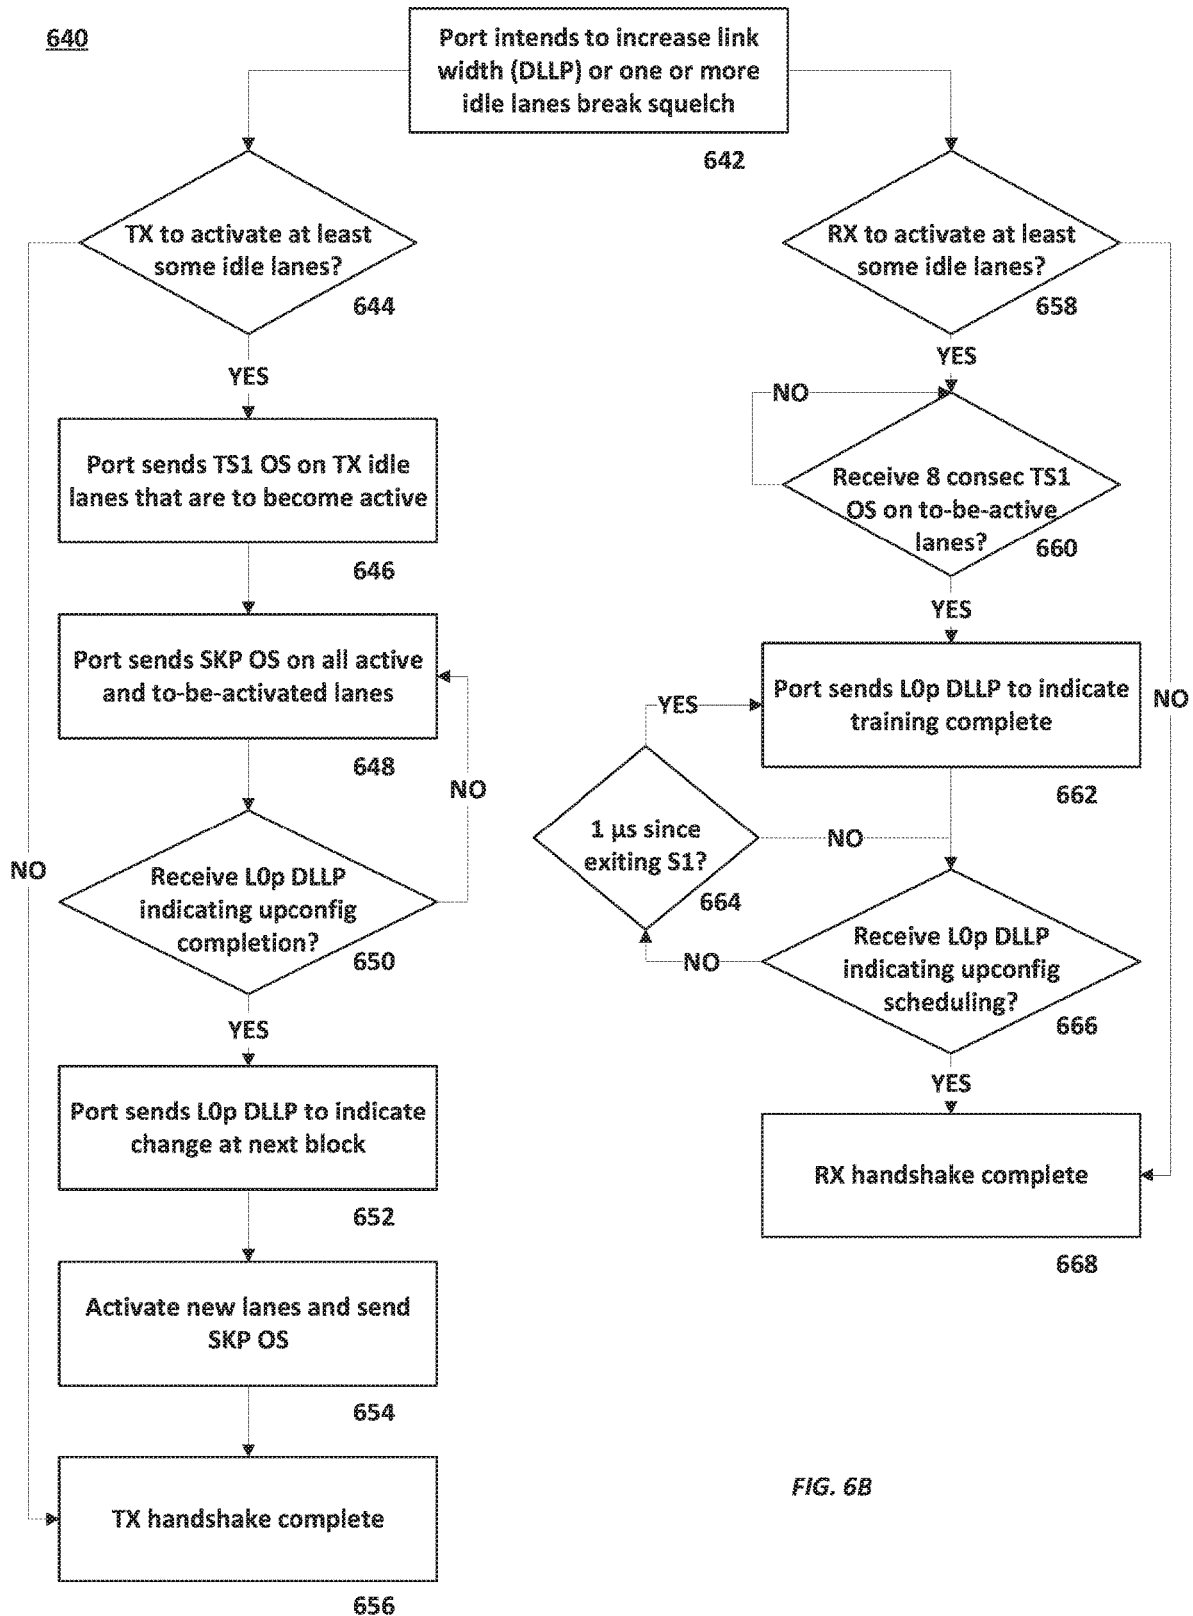 640
Port intends to increase link
width (DLLP) or one or more
idle lanes break squelch
642
TX to activate at least
some idle lanes?
644
YES
Port sends TS1 OS on TX idle
lanes that are to become active
646
Port sends SKP OS on all active
and to-be-activated lanes
648
NO
NO
Receive L0p DLLP
indicating upconfig
completion?
650
YES
Port sends L0p DLLP to indicate
change at next block
652
Activate new lanes and send
SKP OS
654
TX handshake complete
656
RX to activate at least
some idle lanes?
658
YES
NO
Receive 8 consec TS1
OS on to-be-active
lanes?
660
YES
Port sends L0p DLLP to indicate
training complete
662
NO
YES
1 µs since
exiting S1?
664
NO
Receive L0p DLLP
indicating upconfig
scheduling?
666
NO
YES
RX handshake complete
668
FIG. 6B